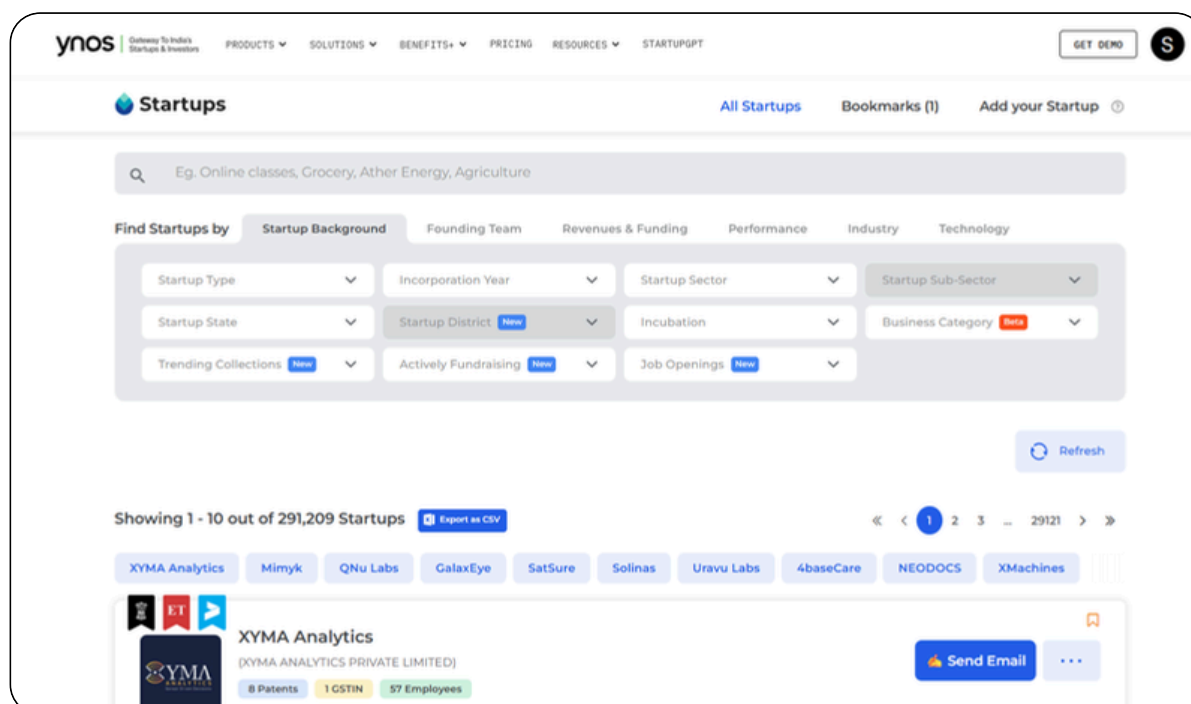 ynos Gateway To India's
Startups & Investors
PRODUCTS SOLUTIONS BENEFITS+ PRICING RESOURCES STARTUPGPT GET DEMO S
Startups All Startups Bookmarks (1) Add your Startup
Eg. Online classes, Grocery, Ather Energy, Agriculture
Find Startups by Startup Background Founding Team Revenues & Funding Performance Industry Technology
Startup Type Incorporation Year Startup Sector Startup Sub-Sector
Startup State Startup District New Incubation Business Category Beta
Trending Collections New Actively Fundraising New Job Openings New
Refresh
Showing 1 - 10 out of 291,209 Startups Export as CSV « < 1 2 3 ... 29121 > »
XYMA Analytics Mimyk QNu Labs GalaxEye SatSure Solinas Uravu Labs 4baseCare NEODOCS XMachines
ET
XYMA Analytics
(XYMA ANALYTICS PRIVATE LIMITED)
Send Email ...
XYMA
ANALYTICS
8 Patents 1 GSTIN 57 Employees